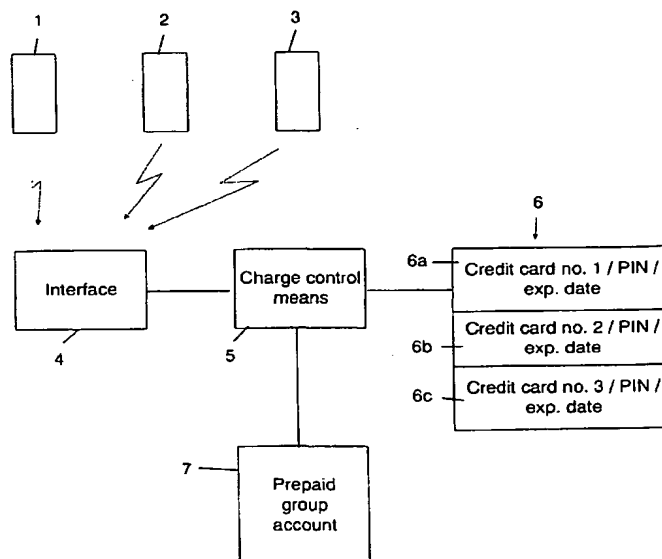 1
2
3
6
6a
Credit card no. 1 / PIN /
exp. date
Interface
Charge control
means
4
5
6b
Credit card no. 2 / PIN /
exp. date
6c
Credit card no. 3 / PIN /
exp. date
7
Prepaid
group
account